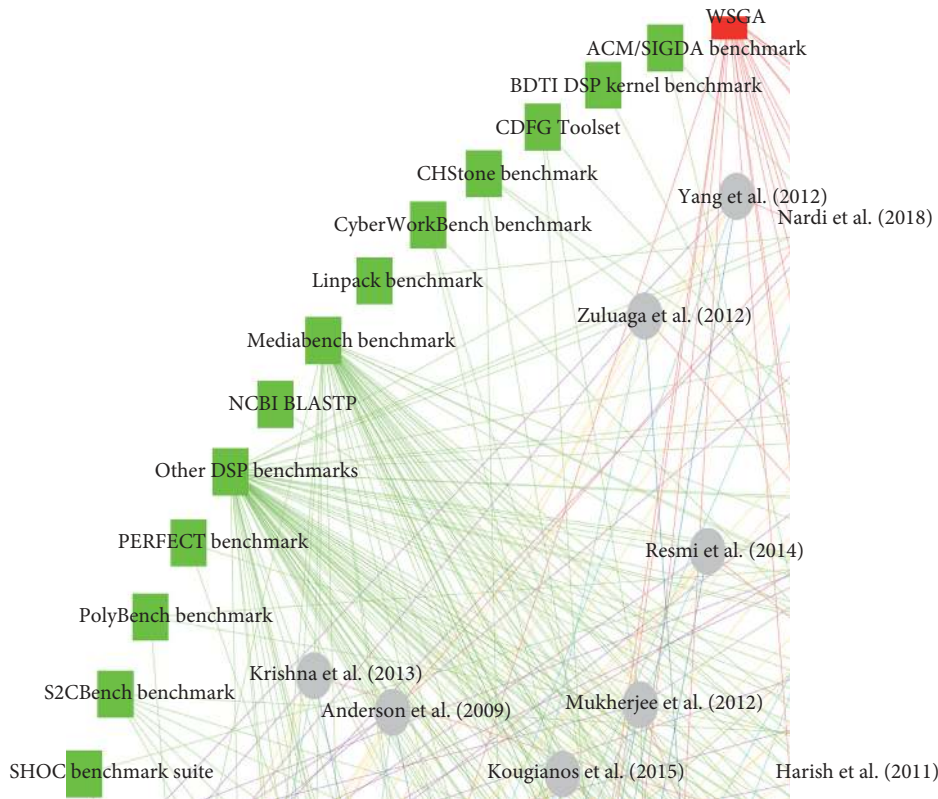 WSGA
ACM/SIGDA benchmark
BDTI DSP kernel benchmark
CDFG Toolset
CHStone benchmark
Yang et al. (2012)
Nardi et al. (2018)
CyberWorkBench benchmark
Linpack benchmark
Zuluaga et al. (2012)
Mediabench benchmark
NCBI BLASTP
Other DSP benchmarks
PERFECT benchmark
Resmi et al. (2014)
PolyBench benchmark
Krishna et al. (2013)
S2CBench benchmark
Mukherjee et al. (2012)
Anderson et al. (2009)
SHOC benchmark suite
Kougianos et al. (2015)
Harish et al. (2011)